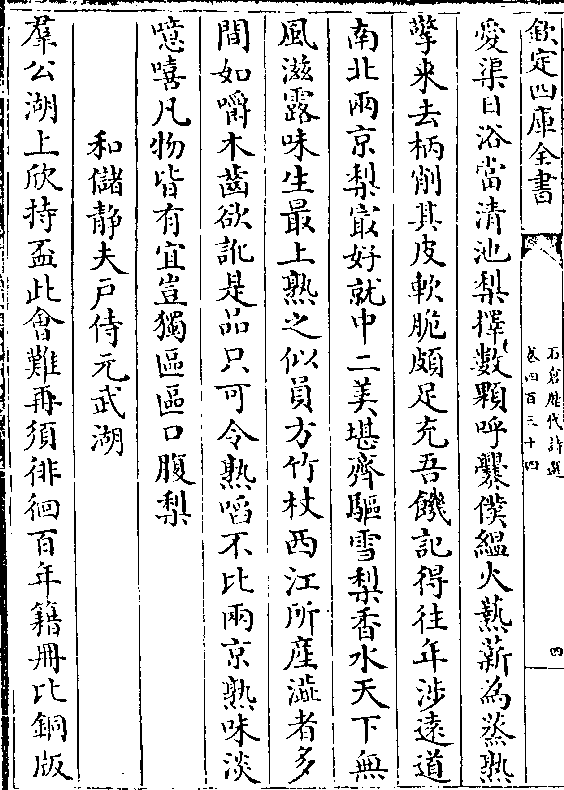 欽定四庫全書
石倉歷代詩選
卷四百三十四
四
愛渠日浴當清池梨擇數顆呼爨僕緼火爇薪為蒸熟
擎來去柄削其皮軟脆頗足充吾饑記得往年涉遠道
南北兩京梨㝡好就中二美堪齊驅雪梨香水天下無
風滋露味生最上熟之似員方竹杖西江所産澁者多
間如嚼木齒欲訛是品只可令熟啗不比兩京熟味淡
噫嘻凡物皆有宜豈獨區區口腹梨
和儲静夫户侍元武湖
羣公湖上欣持盃此會難再須徘徊百年籍冊比銅版